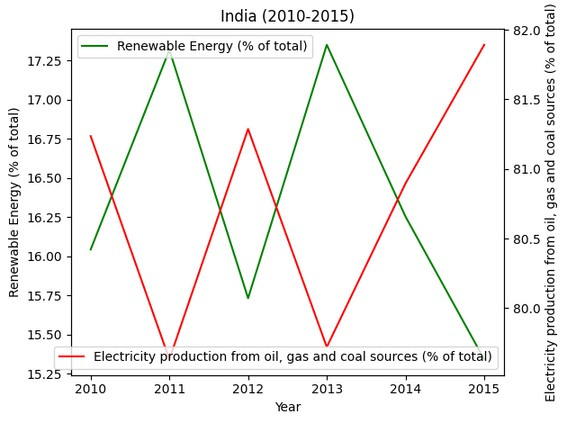 India (2010-2015)
Renewable Energy (% of total)
Electricity production from oil, gas and coal sources (% of total)
Renewable Energy (% of total)
17.25
17.00
16.75
16.50
16.25
16.00
15.75
15.50
15.25
82.0
81.5
81.0
80.5
80.0
Electricity production from oil, gas and coal sources (% of total)
2010 2011 2012 2013 2014 2015
Year